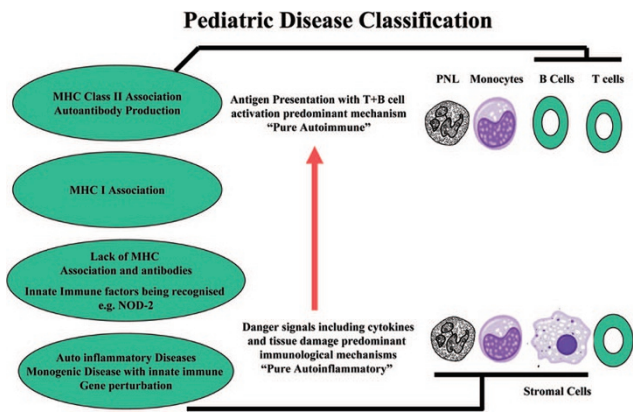 Pediatric Disease Classification
MHC Class II Association
Autoantibody Production
MHC I Association
Lack of MHC
Association and antibodies
Innate Immune factors being recognised
e.g. NOD-2
Auto inflammatory Diseases
Monogenic Disease with innate immune
Gene perturbation
Antigen Presentation with T+B cell
activation predominant mechanism
“Pure Autoimmune”
Danger signals including cytokines
and tissue damage predominant
immunological mechanisms
“Pure Autoinflammatory”
PNL Monocytes B Cells T cells
Stromal Cells